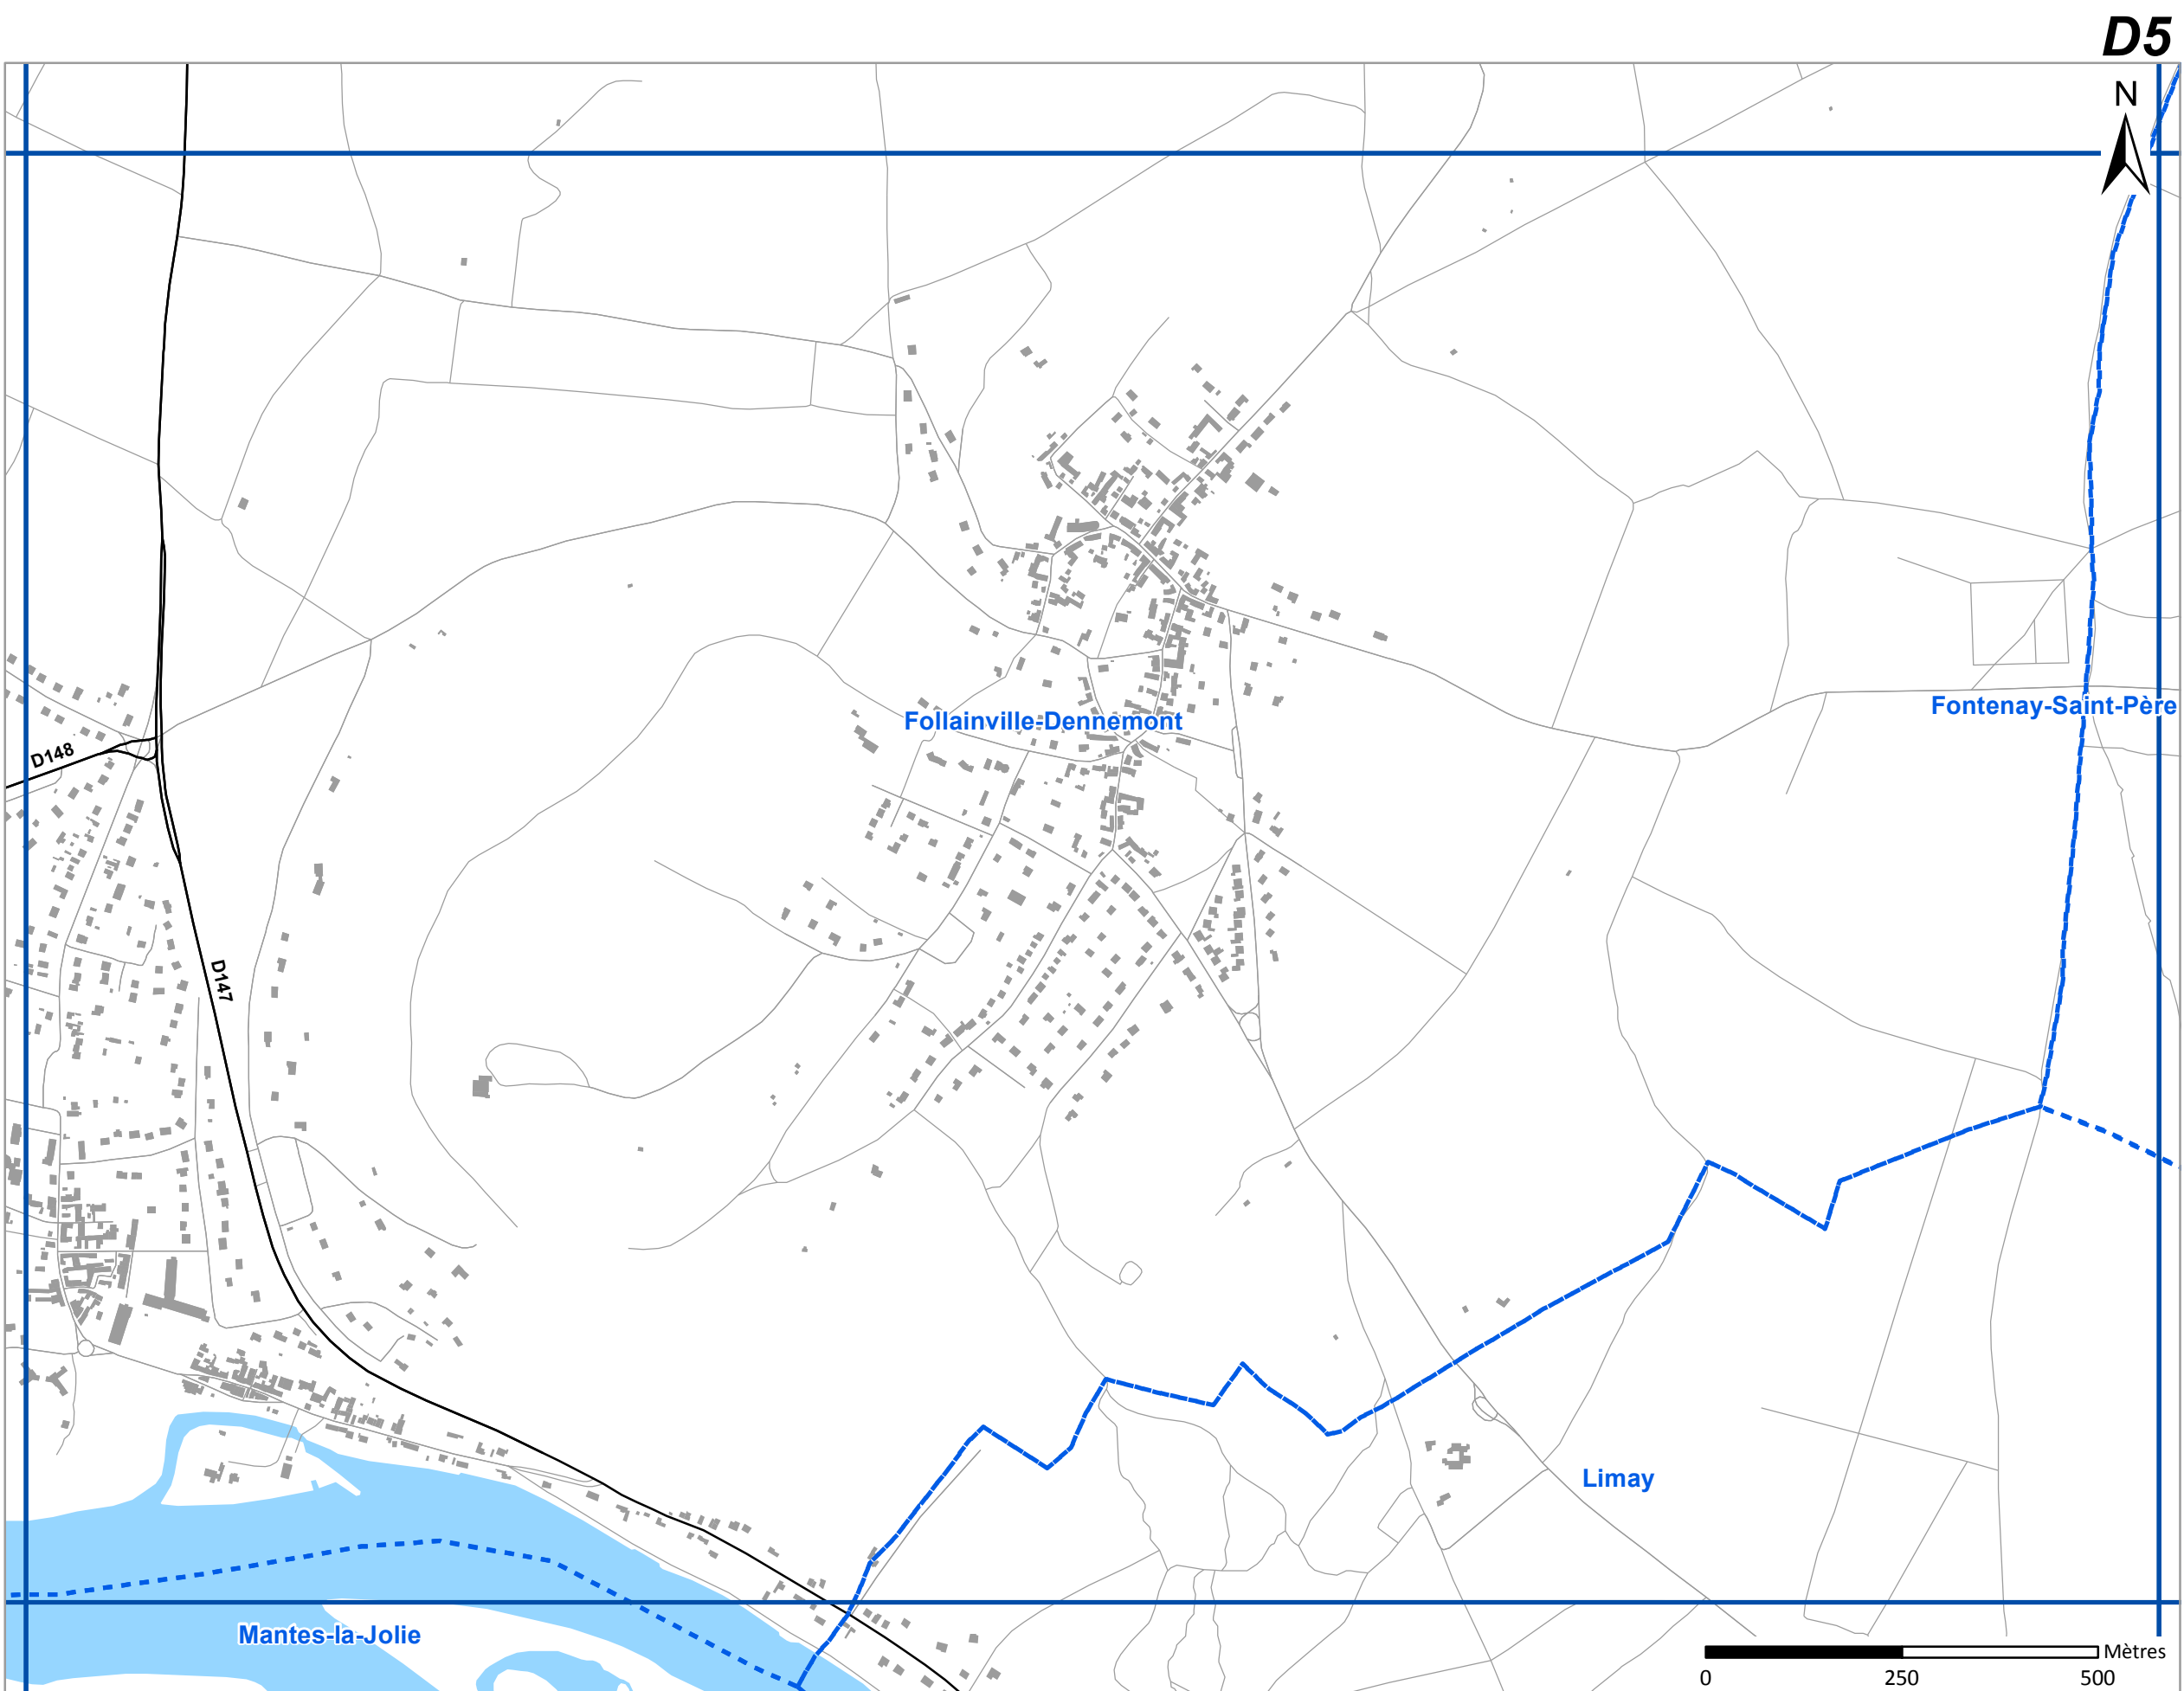 D5
N
Follainville-Dennemont
Fontenay-Saint-Père
D148
D147
Limay
Mantes-la-Jolie
Mètres
0 250 500